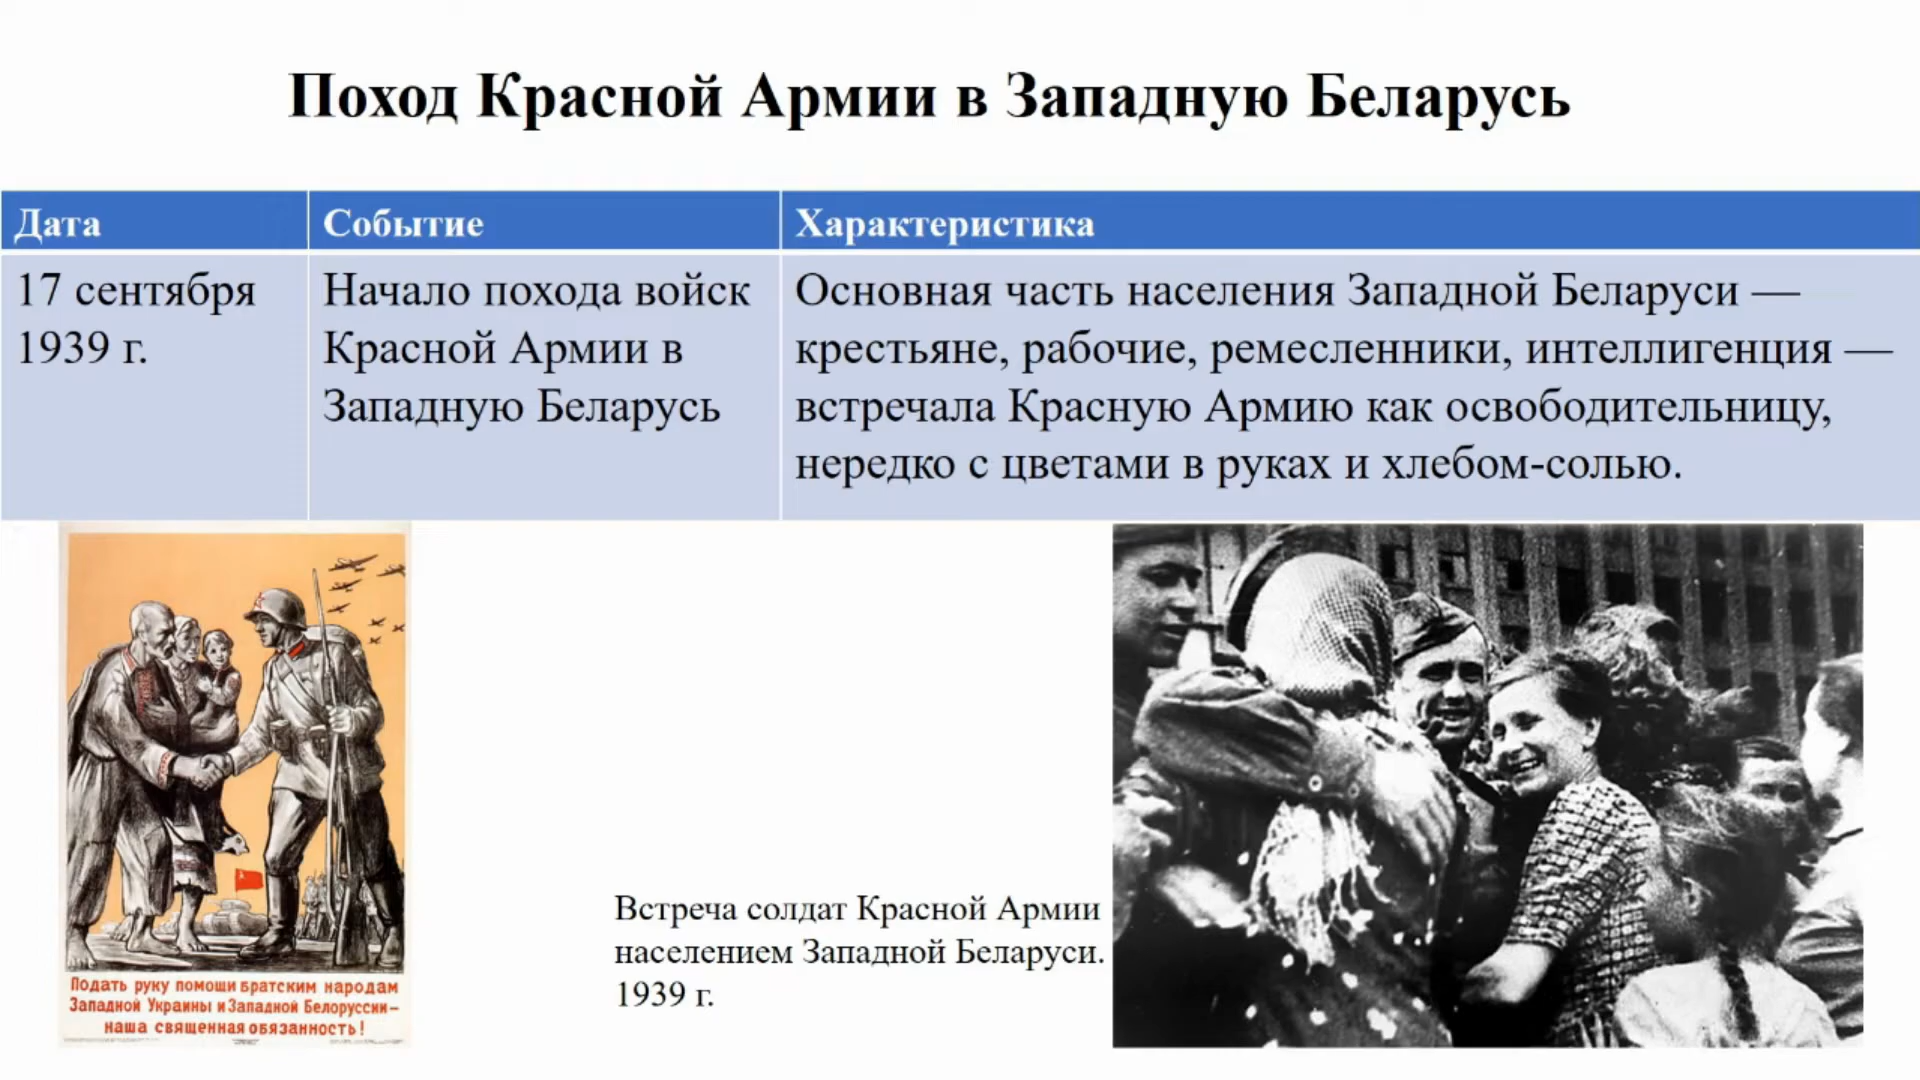 Поход Красной Армии в Западную Беларусь
Дата
Событие
Характеристика
17 сентября
1939 г.
Начало похода войск
Красной Армии в
Западную Беларусь
Основная часть населения Западной Беларуси —
крестьяне, рабочие, ремесленники, интеллигенция —
встречала Красную Армию как освободительницу,
нередко с цветами в руках и хлебом-солью.
Подать руку помощи братским народам
Западной Украины и Западной Белоруссии—
наша священная обязанность!
Встреча солдат Красной Армии
населением Западной Беларуси.
1939 г.